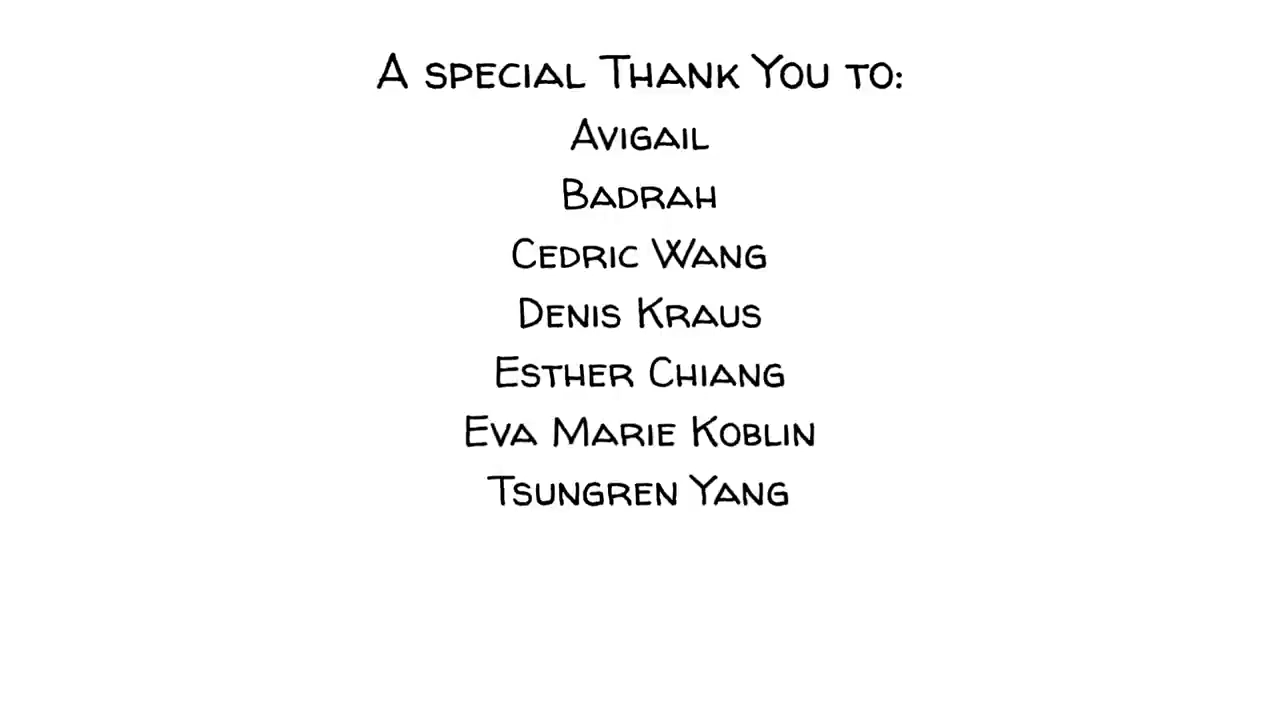 A special Thank You to:
Avigail
Badrah
Cedric Wang
Denis Kraus
Esther Chiang
Eva Marie Koblin
Tsungren Yang